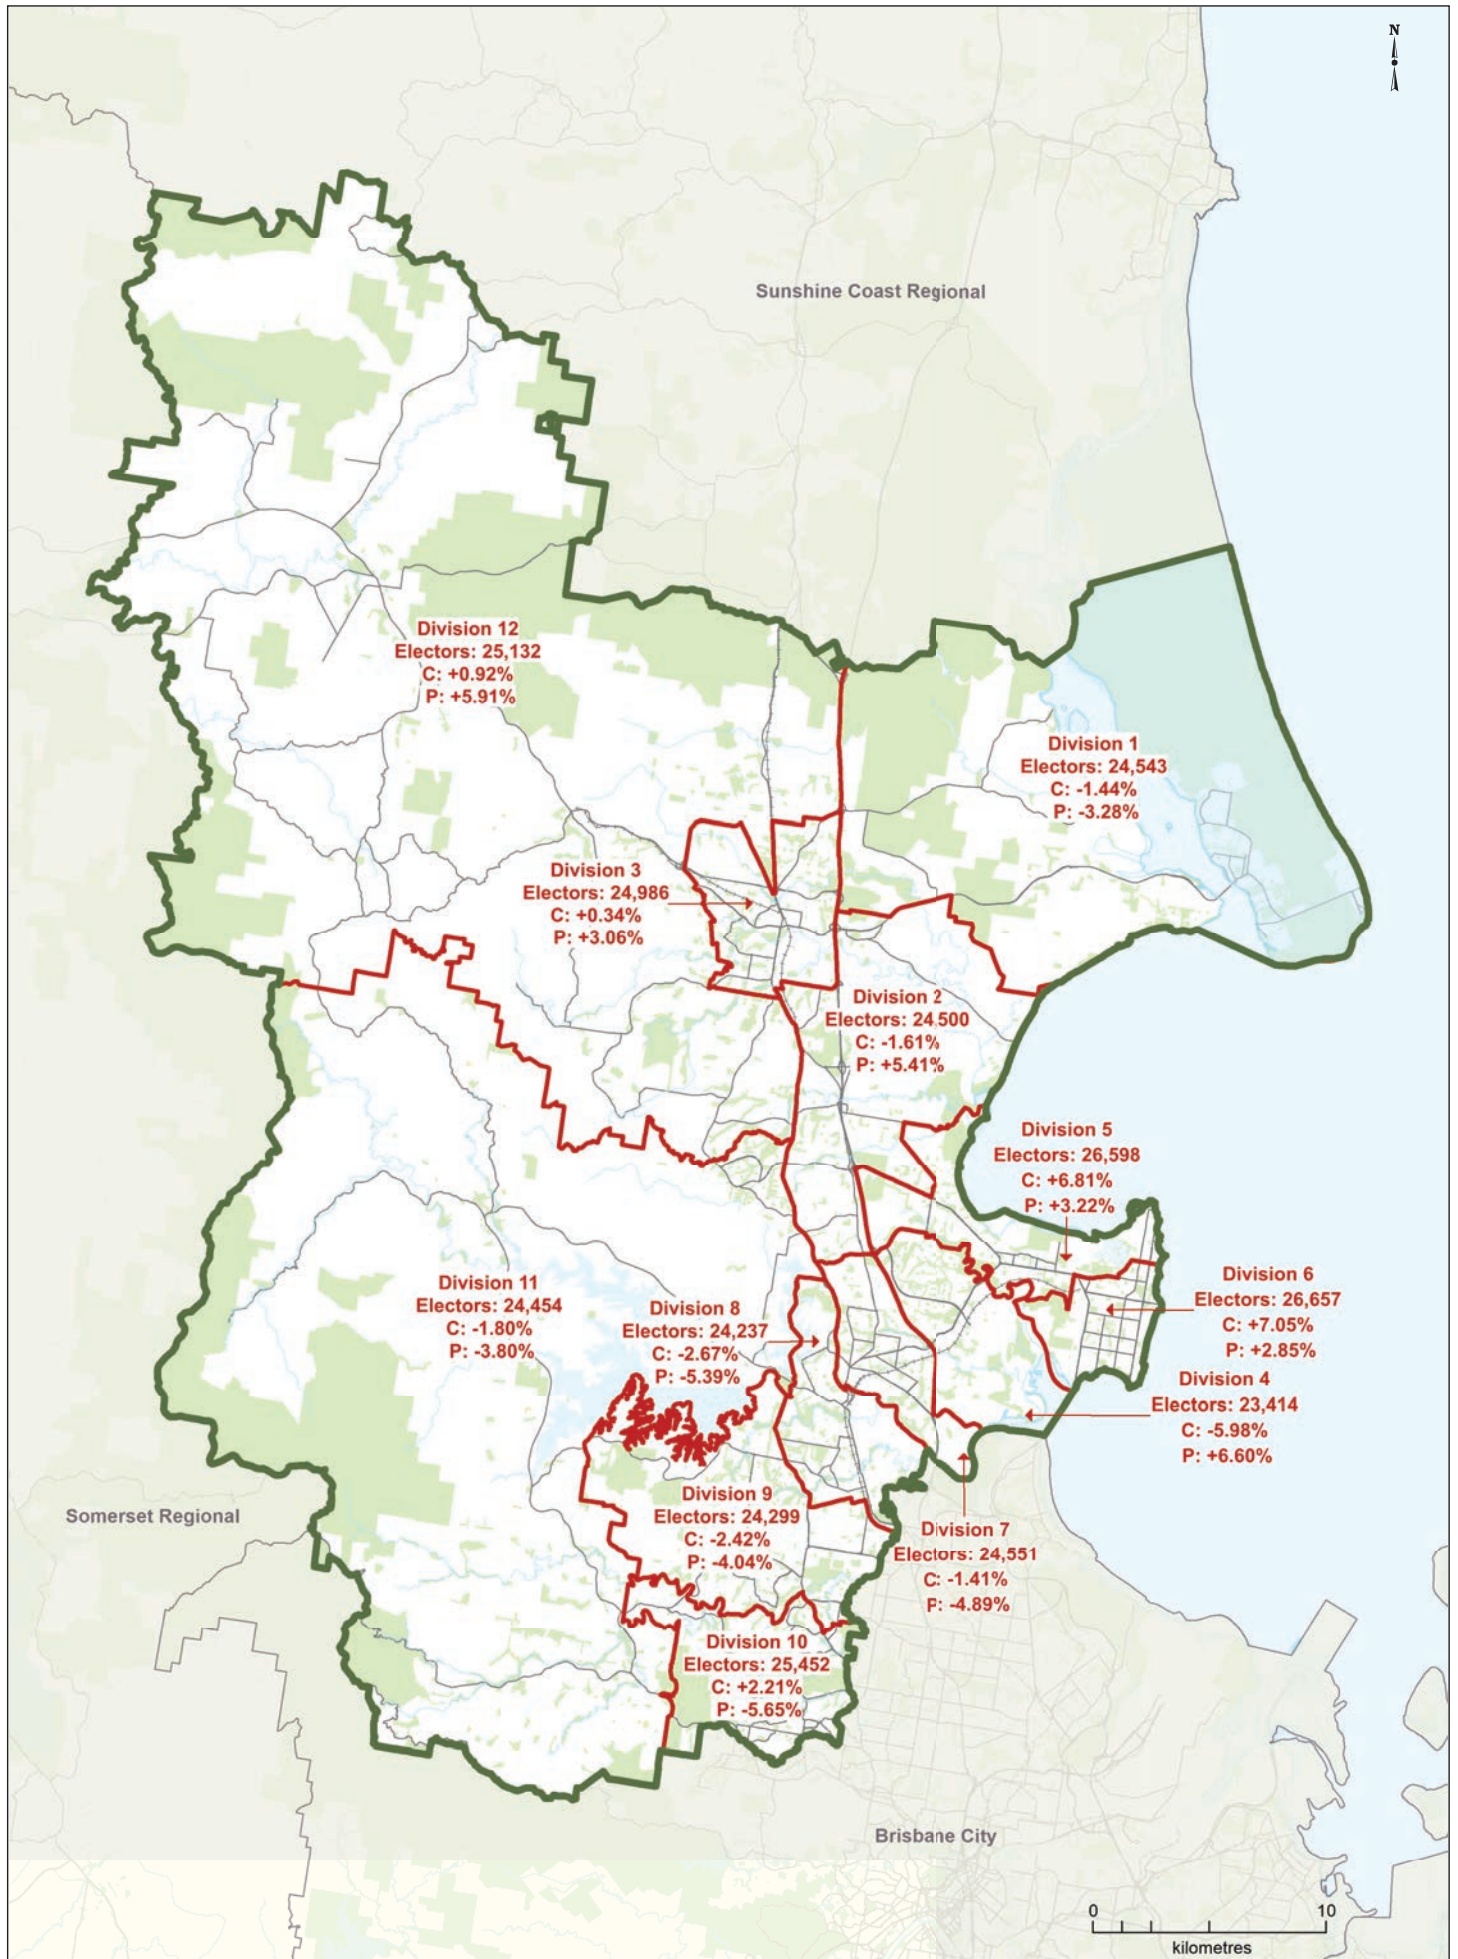 N
Sunshine Coast Regional
Division 12
Electors: 25,132
C: +0.92%
P: +5.91%
Division 1
Electors: 24,543
C: -1.44%
P: -3.28%
Division 3
Electors: 24,986
C: +0.34%
P: +3.06%
Division 2
Electors: 24,500
C: -1.61%
P: +5.41%
Division 5
Electors: 26,598
C: +6.81%
P: +3.22%
Division 6
Electors: 26,657
C: +7.05%
P: +2.85%
Division 11
Electors: 24,454
C: -1.80%
P: -3.80%
Division 8
Electors: 24,237
C: -2.67%
P: -5.39%
Division 4
Electors: 23,414
C: -5.98%
P: +6.60%
Somerset Regional
Division 9
Electors: 24,299
C: -2.42%
P: -4.04%
Division 7
Electors: 24,551
C: -1.41%
P: -4.89%
Division 10
Electors: 25,452
C: +2.21%
P: -5.65%
Brisbane City
0 10
kilometres